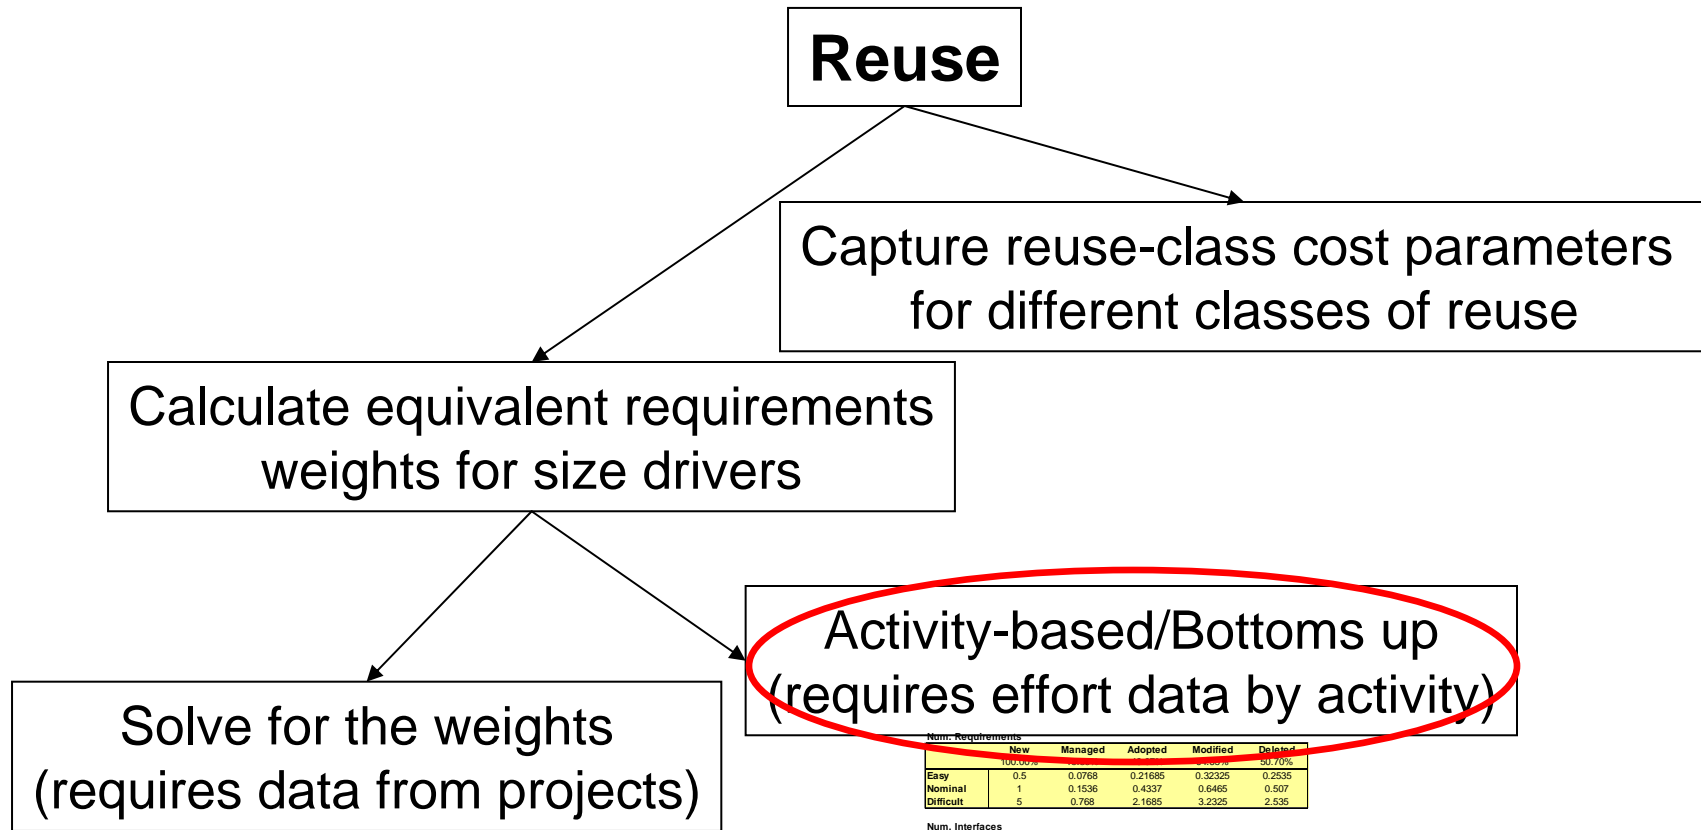 Reuse
Capture reuse-class cost parameters
for different classes of reuse
Calculate equivalent requirements
weights for size drivers
Activity-based/Bottoms up
(requires effort data by activity)
Solve for the weights
(requires data from projects)
Num. Requirements
New Managed Adopted Modified Deleted
100.00% 50.70%
Easy 0.5 0.0768 0.21685 0.32325 0.2535
Nominal 1 0.1536 0.4337 0.6465 0.507
Difficult 5 0.768 2.1685 3.2325 2.535
Num. Interfaces